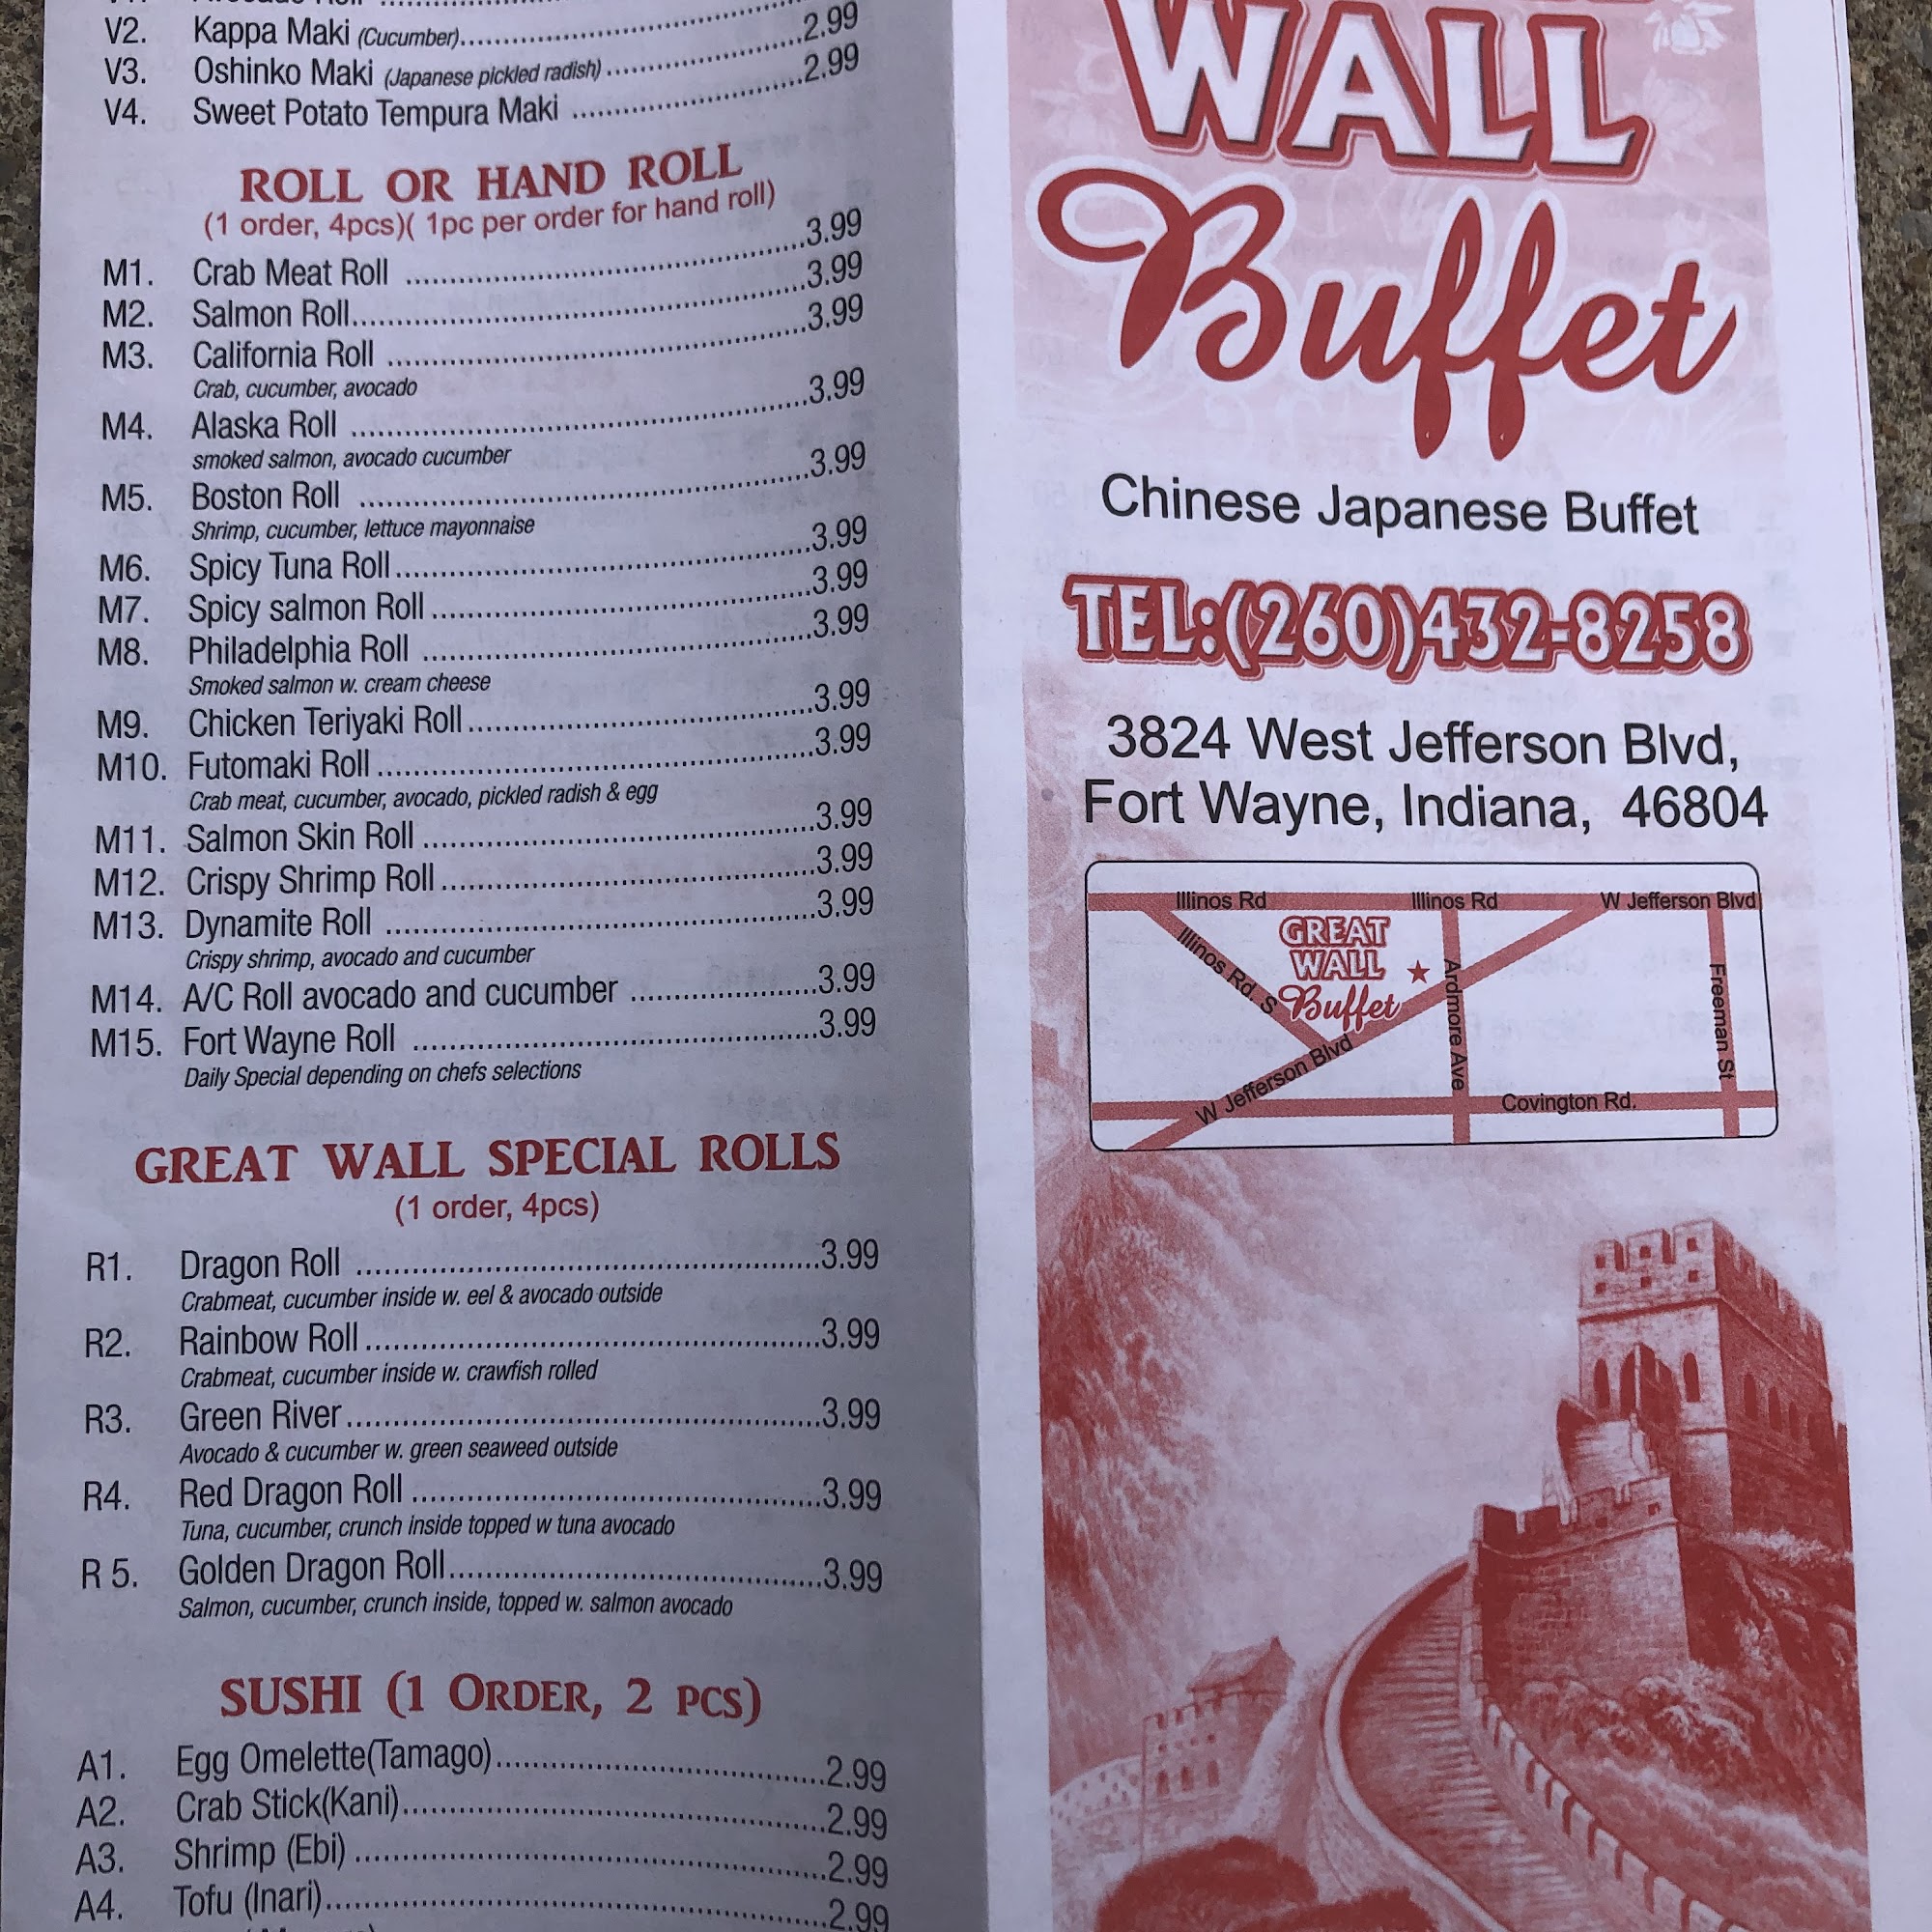 V2. Kappa Maki (Cucumber) 2.99
V3. Oshinko Maki (Japanese pickled radish) 2.99
V4. Sweet Potato Tempura Maki
ROLL OR HAND ROLL
(1 order, 4pcs)( 1pc per order for hand roll)
M1. Crab Meat Roll 3.99
M2. Salmon Roll 3.99
M3. California Roll 3.99
Crab, cucumber, avocado
M4. Alaska Roll 3.99
smoked salmon, avocado cucumber
M5. Boston Roll 3.99
Shrimp, cucumber, lettuce mayonnaise
M6. Spicy Tuna Roll 3.99
M7. Spicy salmon Roll 3.99
M8. Philadelphia Roll 3.99
Smoked salmon w. cream cheese
M9. Chicken Teriyaki Roll 3.99
M10. Futomaki Roll 3.99
Crab meat, cucumber, avocado, pickled radish & egg
M11. Salmon Skin Roll 3.99
M12. Crispy Shrimp Roll 3.99
M13. Dynamite Roll 3.99
Crispy shrimp, avocado and cucumber
M14. A/C Roll avocado and cucumber 3.99
M15. Fort Wayne Roll 3.99
Daily Special depending on chefs selections
GREAT WALL SPECIAL ROLLS
(1 order, 4pcs)
R1. Dragon Roll 3.99
Crabmeat, cucumber inside w. eel & avocado outside
R2. Rainbow Roll 3.99
Crabmeat, cucumber inside w. crawfish rolled
R3. Green River 3.99
Avocado & cucumber w. green seaweed outside
R4. Red Dragon Roll 3.99
Tuna, cucumber, crunch inside topped w tuna avocado
R 5. Golden Dragon Roll 3.99
Salmon, cucumber, crunch inside, topped w. salmon avocado
SUSHI (1 ORDER, 2 PCS)
A1. Egg Omelette(Tamago) 2.99
A2. Crab Stick(Kani) 2.99
A3. Shrimp (Ebi) 2.99
A4. Tofu (Inari) 2.99
WALL
Buffet
Chinese Japanese Buffet
TEL:(260)432-8258
3824 West Jefferson Blvd,
Fort Wayne, Indiana, 46804
Illinos Rd
Illinos Rd
W Jefferson Blvd
Illinos Rd. S
GREAT
WALL
Buffet
Ardmore Ave
Freeman St
W Jefferson Blvd
Covington Rd.